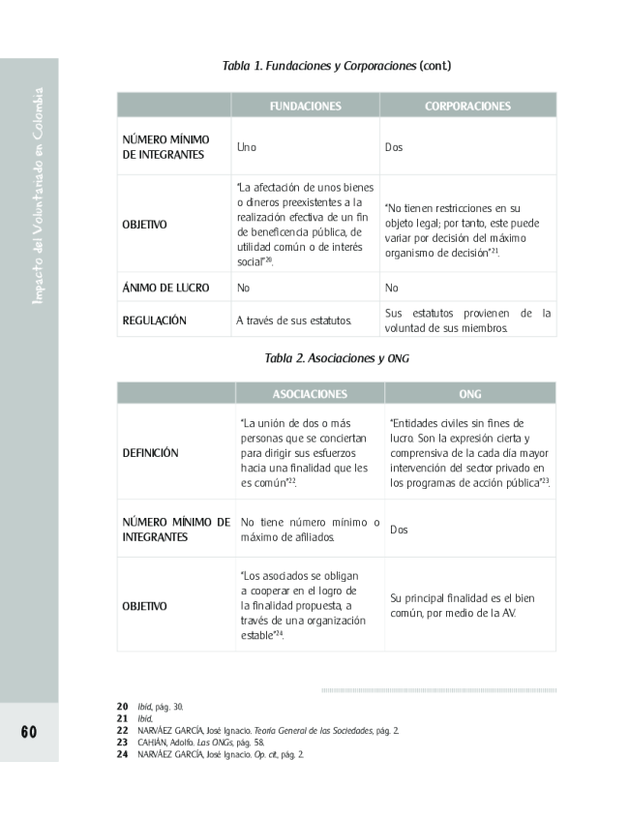 Impacto del Voluntariado en Colombia
Tabla 1. Fundaciones y Corporaciones (cont.)
FUNDACIONES CORPORACIONES
NÚMERO MÍNIMO
DE INTEGRANTES
Uno
Dos
OBJETIVO
“La afectación de unos bienes
o dineros preexistentes a la
realización efectiva de un fin
de beneficencia pública, de
utilidad común o de interés
social”20.
“No tienen restricciones en su
objeto legal; por tanto, este puede
variar por decisión del máximo
organismo de decisión”21.
ÁNIMO DE LUCRO No No
REGULACIÓN
A través de sus estatutos.
Sus estatutos provienen de la
voluntad de sus miembros.
Tabla 2. Asociaciones y ONG
ASOCIACIONES ONG
DEFINICIÓN
“La unión de dos o más
personas que se conciertan
para dirigir sus esfuerzos
hacia una finalidad que les
es común”22.
“Entidades civiles sin fines de
lucro. Son la expresión cierta y
comprensiva de la cada día mayor
intervención del sector privado en
los programas de acción pública”23.
NÚMERO MÍNIMO DE
INTEGRANTES
No tiene número mínimo o
máximo de afiliados.
Dos
OBJETIVO
“Los asociados se obligan
a cooperar en el logro de
la finalidad propuesta, a
través de una organización
estable”24.
Su principal finalidad es el bien
común, por medio de la AV.
20 Ibíd., pág. 30.
21 Ibíd.
22 NARVÁEZ GARCÍA, José Ignacio. Teoría General de las Sociedades, pág. 2.
23 CAHIÁN, Adolfo. Las ONGs, pág. 58.
24 NARVÁEZ GARCÍA, José Ignacio. Op. cit., pág. 2.
60